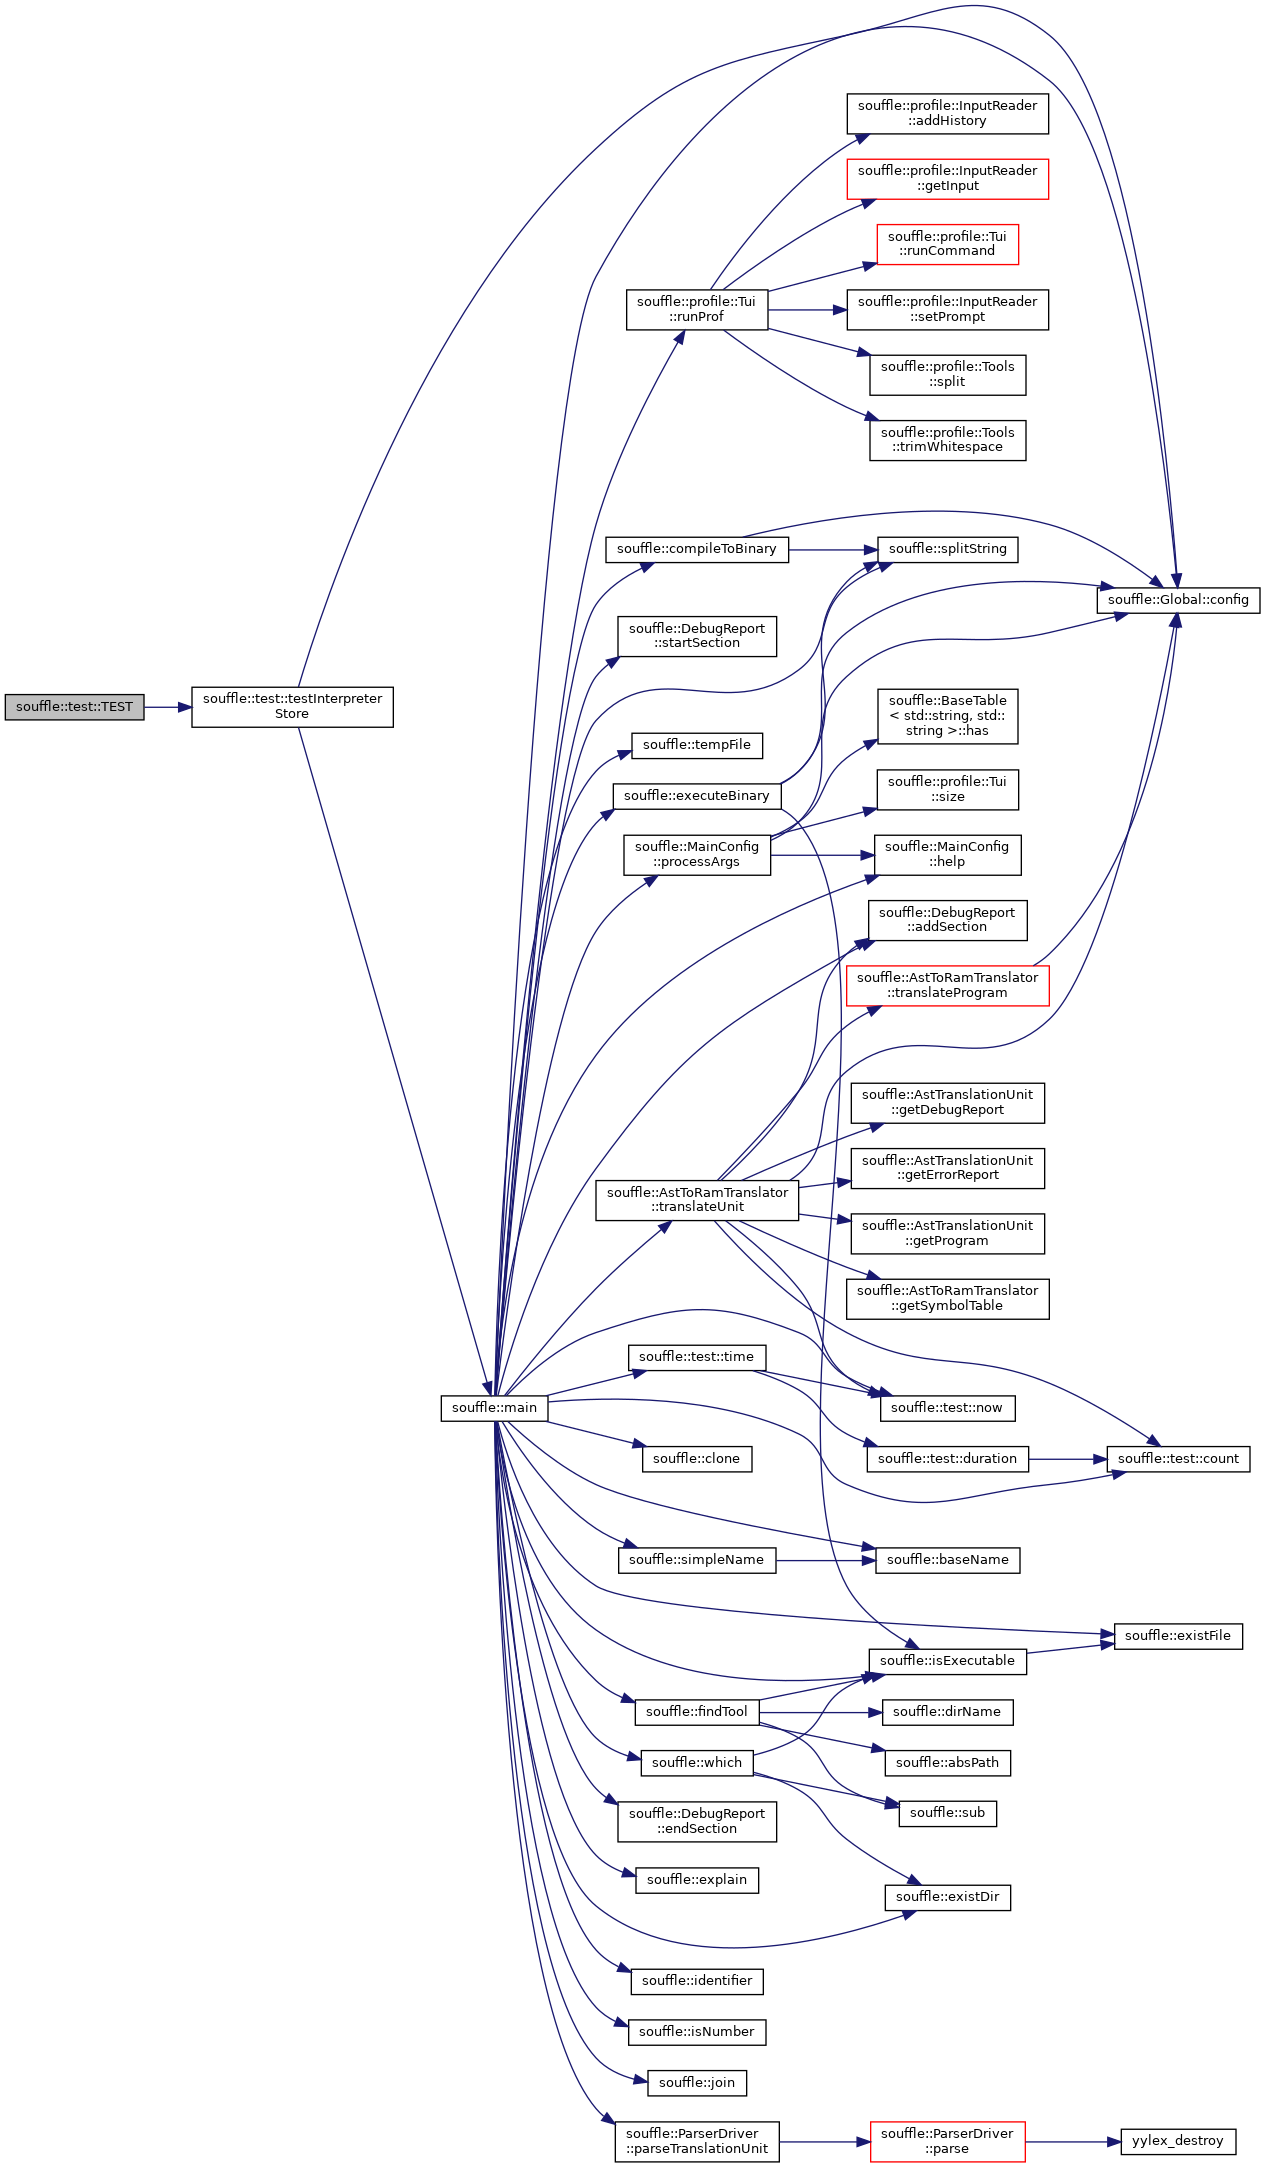 souffle::profile::InputReader
::addHistory
souffle::profile::InputReader
::getInput
souffle::profile::Tui
::runCommand
souffle::profile::Tui
::runProf
souffle::profile::InputReader
::setPrompt
souffle::profile::Tools
::split
souffle::profile::Tools
::trimWhitespace
souffle::compileToBinary
souffle::splitString
souffle::Global::config
souffle::DebugReport
::startSection
souffle::test::TEST
souffle::test::testInterpreter
Store
souffle::BaseTable
< std::string, std::
string >::has
souffle::tempFile
souffle::executeBinary
souffle::profile::Tui
::size
souffle::MainConfig
::processArgs
souffle::MainConfig
::help
souffle::DebugReport
::addSection
souffle::AstToRamTranslator
::translateProgram
souffle::AstTranslationUnit
::getDebugReport
souffle::AstTranslationUnit
::getErrorReport
souffle::AstToRamTranslator
::translateUnit
souffle::AstTranslationUnit
::getProgram
souffle::AstToRamTranslator
::getSymbolTable
souffle::test::time
souffle::main
souffle::test::now
souffle::clone
souffle::test::duration
souffle::test::count
souffle::simpleName
souffle::baseName
souffle::existFile
souffle::isExecutable
souffle::findTool
souffle::dirName
souffle::which
souffle::absPath
souffle::sub
souffle::DebugReport
::endSection
souffle::explain
souffle::existDir
souffle::identifier
souffle::isNumber
souffle::join
souffle::ParserDriver
::parseTranslationUnit
souffle::ParserDriver
::parse
yylex_destroy